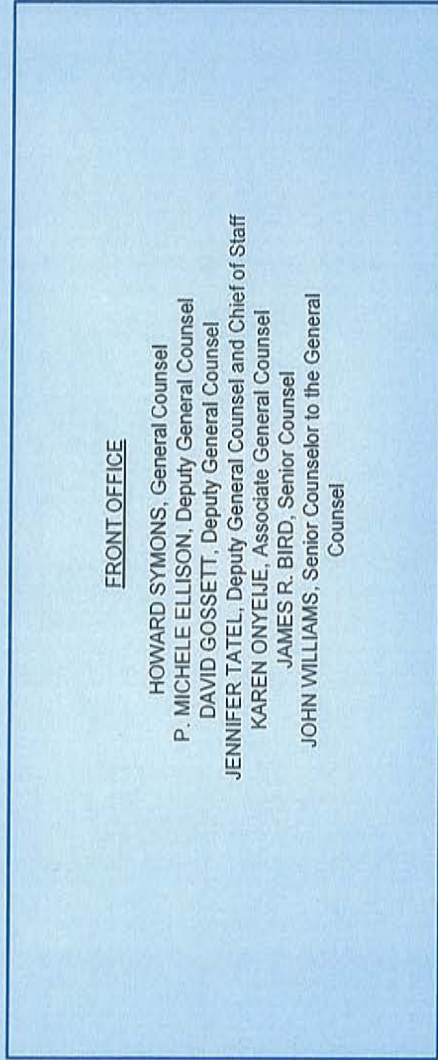 FRONT OFFICE
HOWARD SYMONS, General Counsel
P. MICHELE ELLISON, Deputy General Counsel
DAVID GOSSETT, Deputy General Counsel
JENNIFER TATEL, Deputy General Counsel and Chief of Staff
KAREN ONYEIJE, Associate General Counsel
JAMES R. BIRD, Senior Counsel
JOHN WILLIAMS, Senior Counselor to the General
Counsel